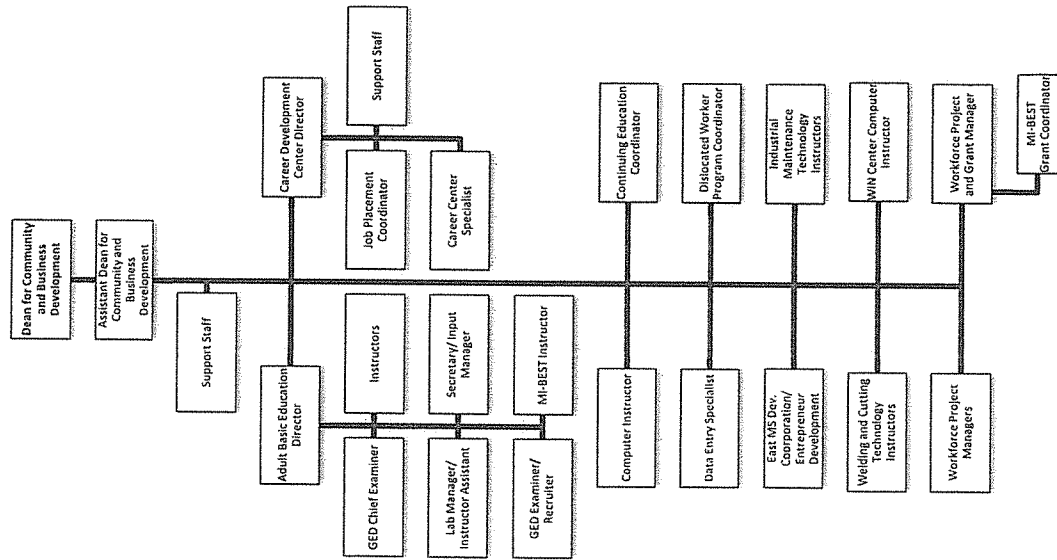 Dean for Community
and Business
Development
Assistant Dean for
Community and
Business
Development
Support Staff
Adult Basic Education
Director
Career Development
Center Director
GED Chief Examiner
Instructors
Lab Manager/
Instructor Assistant
Secretary/ Input
Manager
GED Examiner/
Recruiter
MI-BEST Instructor
Job Placement
Coordinator
Support Staff
Career Center
Specialist
Computer Instructor
Continuing Education
Coordinator
Data Entry Specialist
Dislocated Worker
Program Coordinator
East MS Dev.
Coorporation/
Entrepreneur
Development
Industrial
Maintenance
Technology
Instructors
Welding and Cutting
Technology
Instructors
WIN Center Computer
Instructor
Workforce Project
Managers
Workforce Project
and Grant Manager
MI-BEST
Grant Coordinator